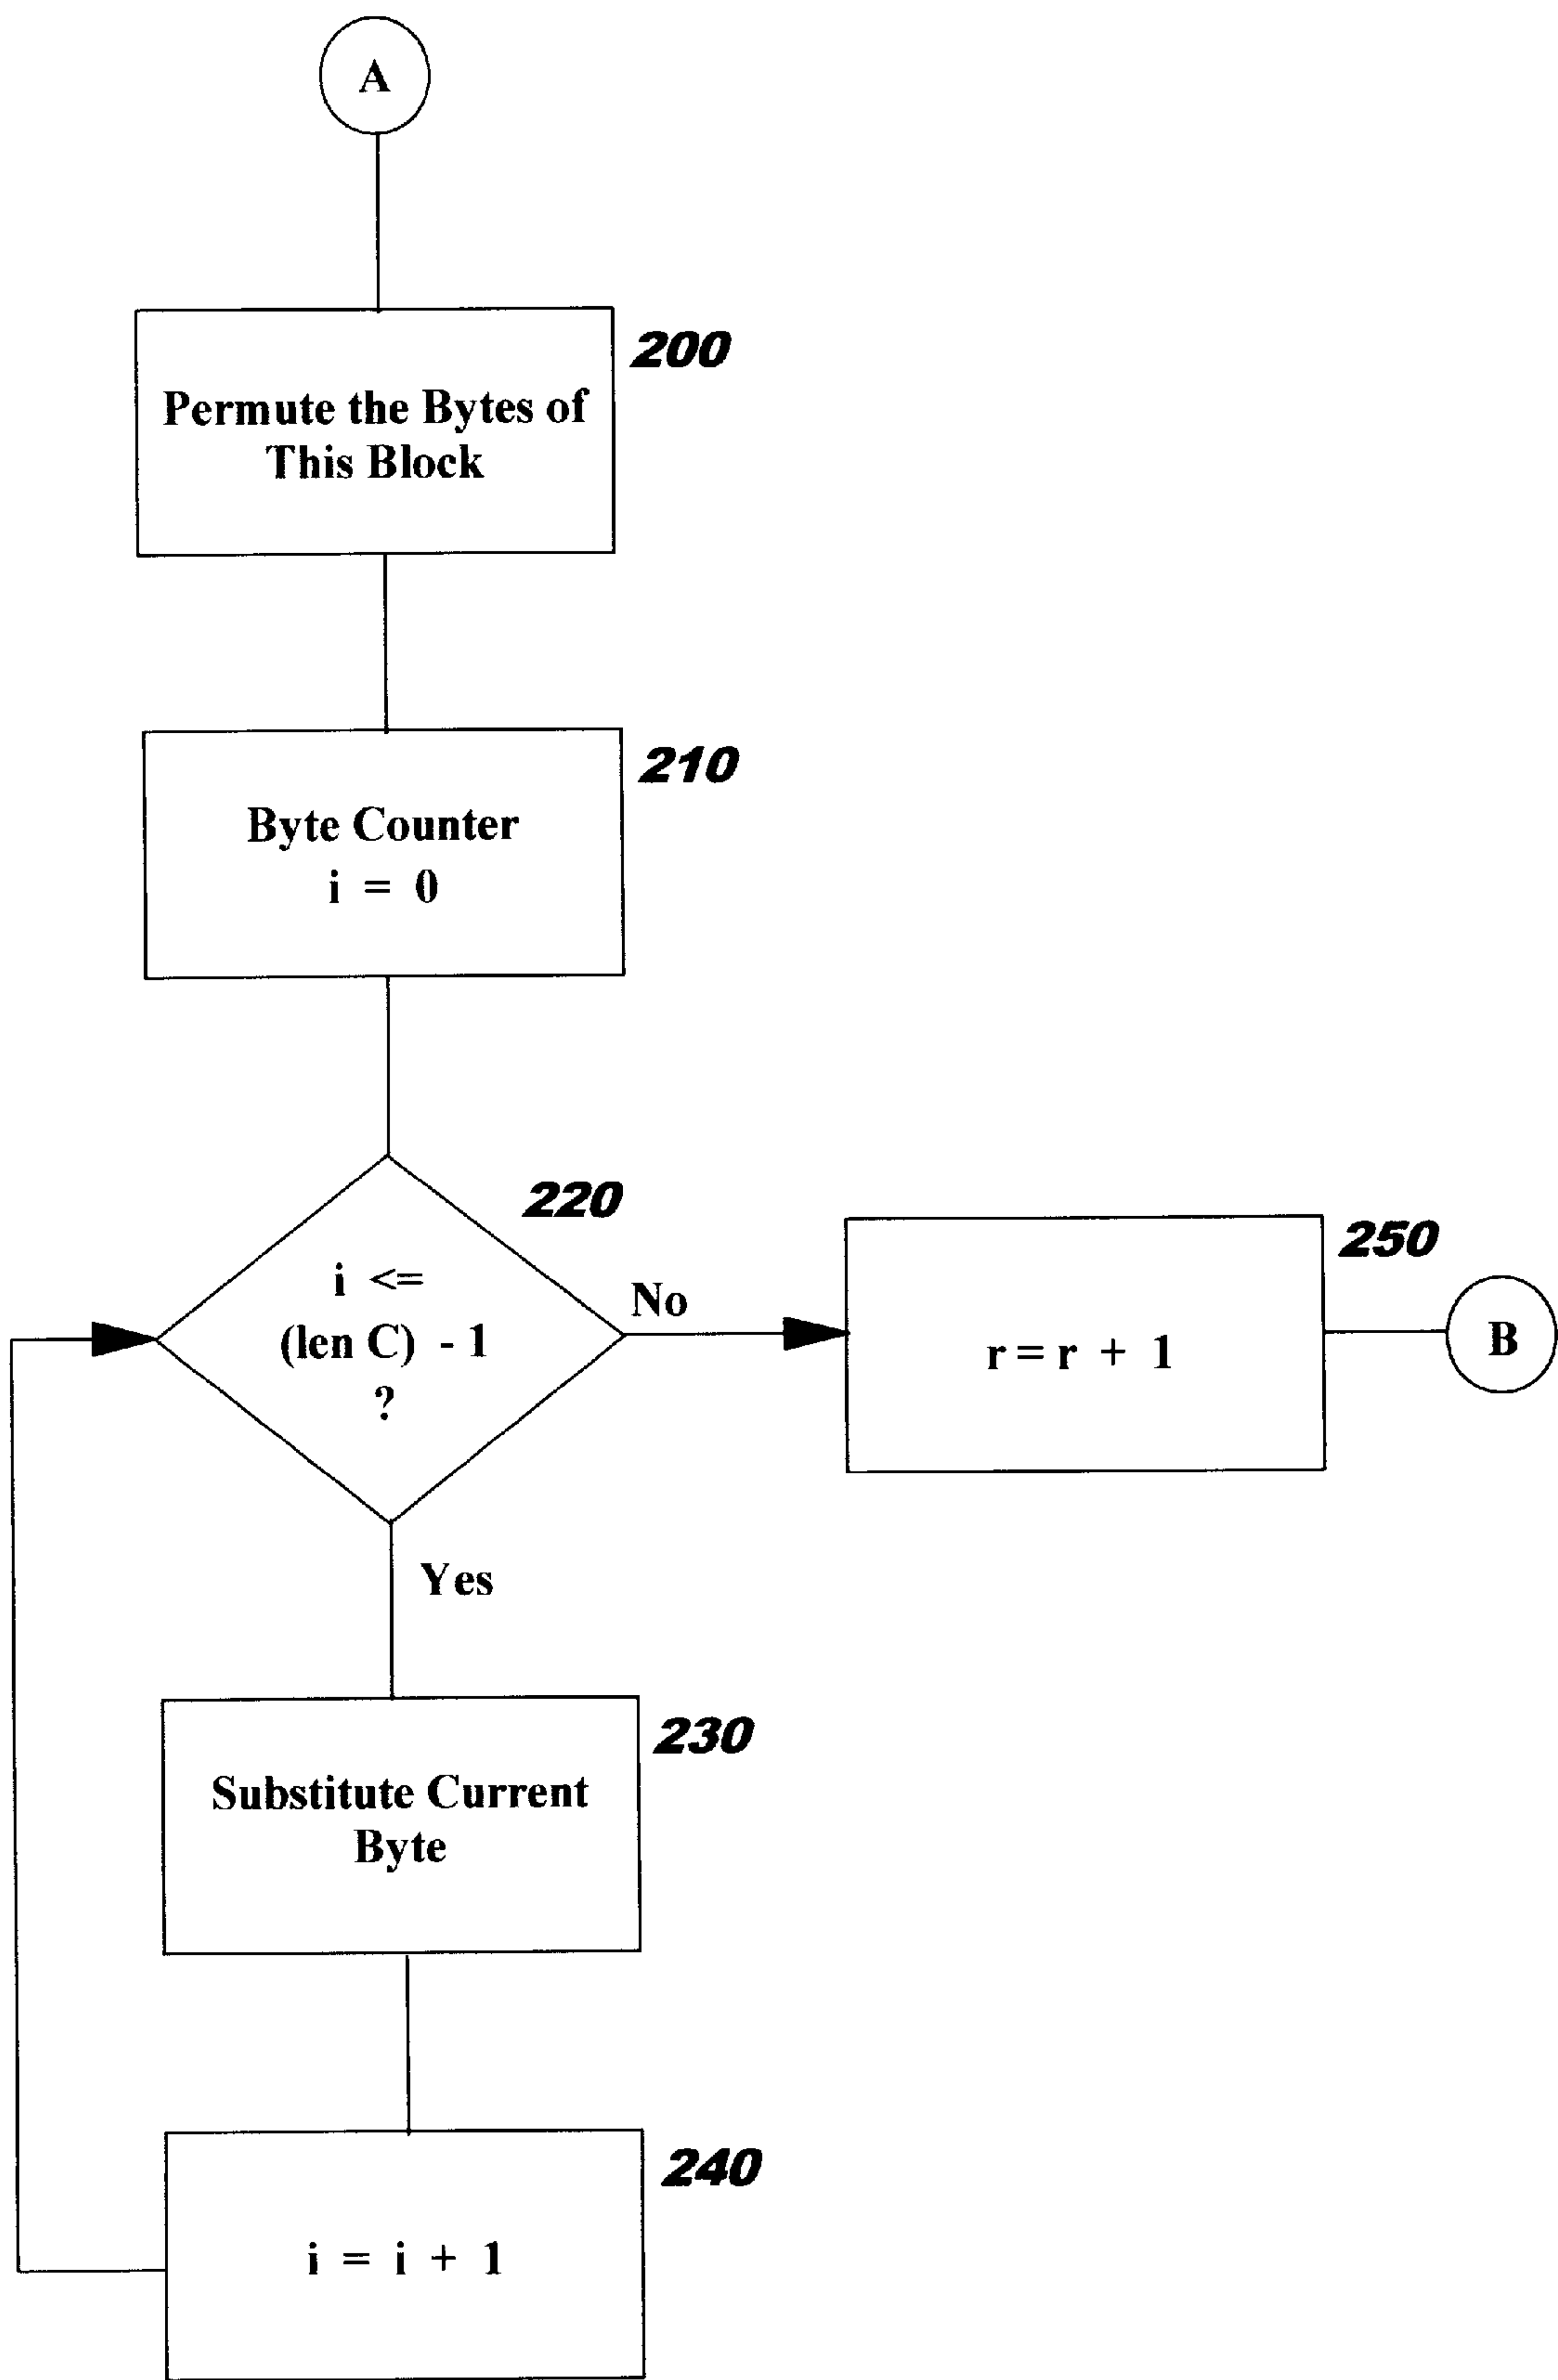 A
200
Permute the Bytes of
This Block
210
Byte Counter
i = 0
220
i <=
(len C) - 1
?
No
250
r = r + 1
B
Yes
230
Substitute Current
Byte
240
i = i + 1